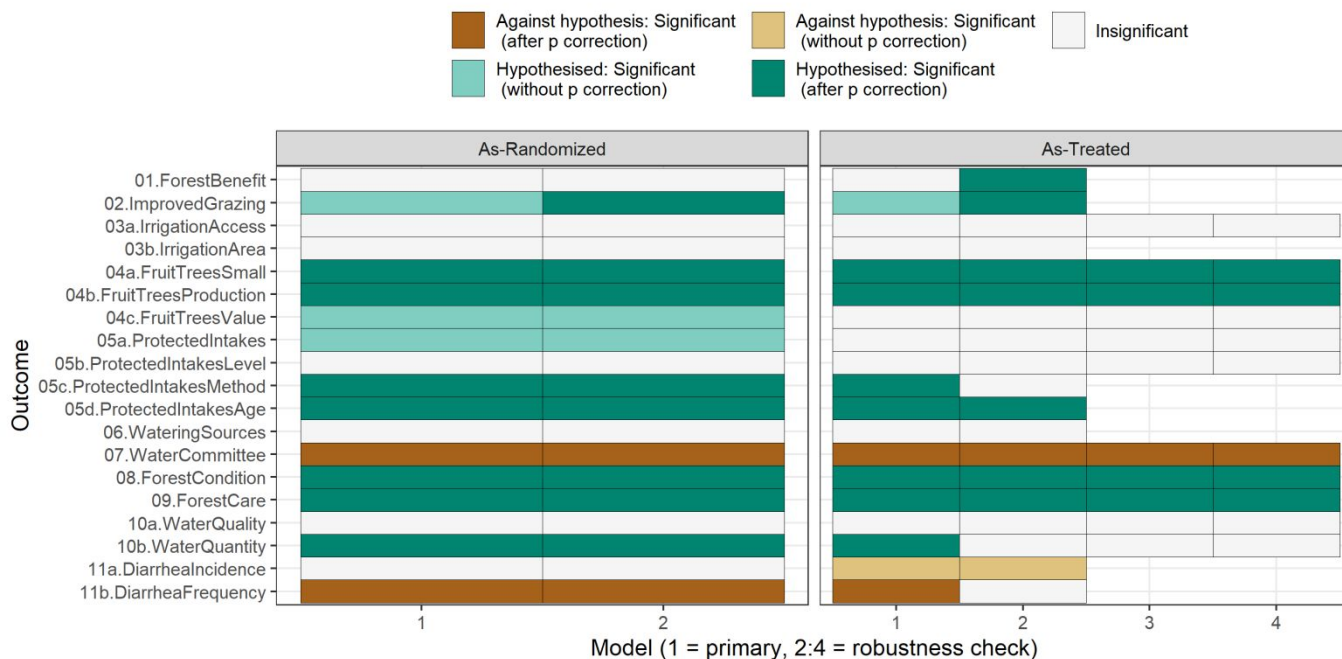 Against hypothesis: Significant
(after p correction)
Against hypothesis: Significant
(without p correction)
Insignificant
Hypothesised: Significant
(without p correction)
Hypothesised: Significant
(after p correction)
As-Randomized
As-Treated
Outcome
01.ForestBenefit
02.ImprovedGrazing
03a.IrrigationAccess
03b.IrrigationArea
04a.FruitTreesSmall
04b.FruitTreesProduction
04c.FruitTreesValue
05a.ProtectedIntakes
05b.ProtectedIntakesLevel
05c.ProtectedIntakesMethod
05d.ProtectedIntakesAge
06.WateringSources
07.WaterCommittee
08.ForestCondition
09.ForestCare
10a.WaterQuality
10b.WaterQuantity
11a.DiarrheaIncidence
11b.DiarrheaFrequency
1 2 1 2 3 4
Model (1 = primary, 2:4 = robustness check)